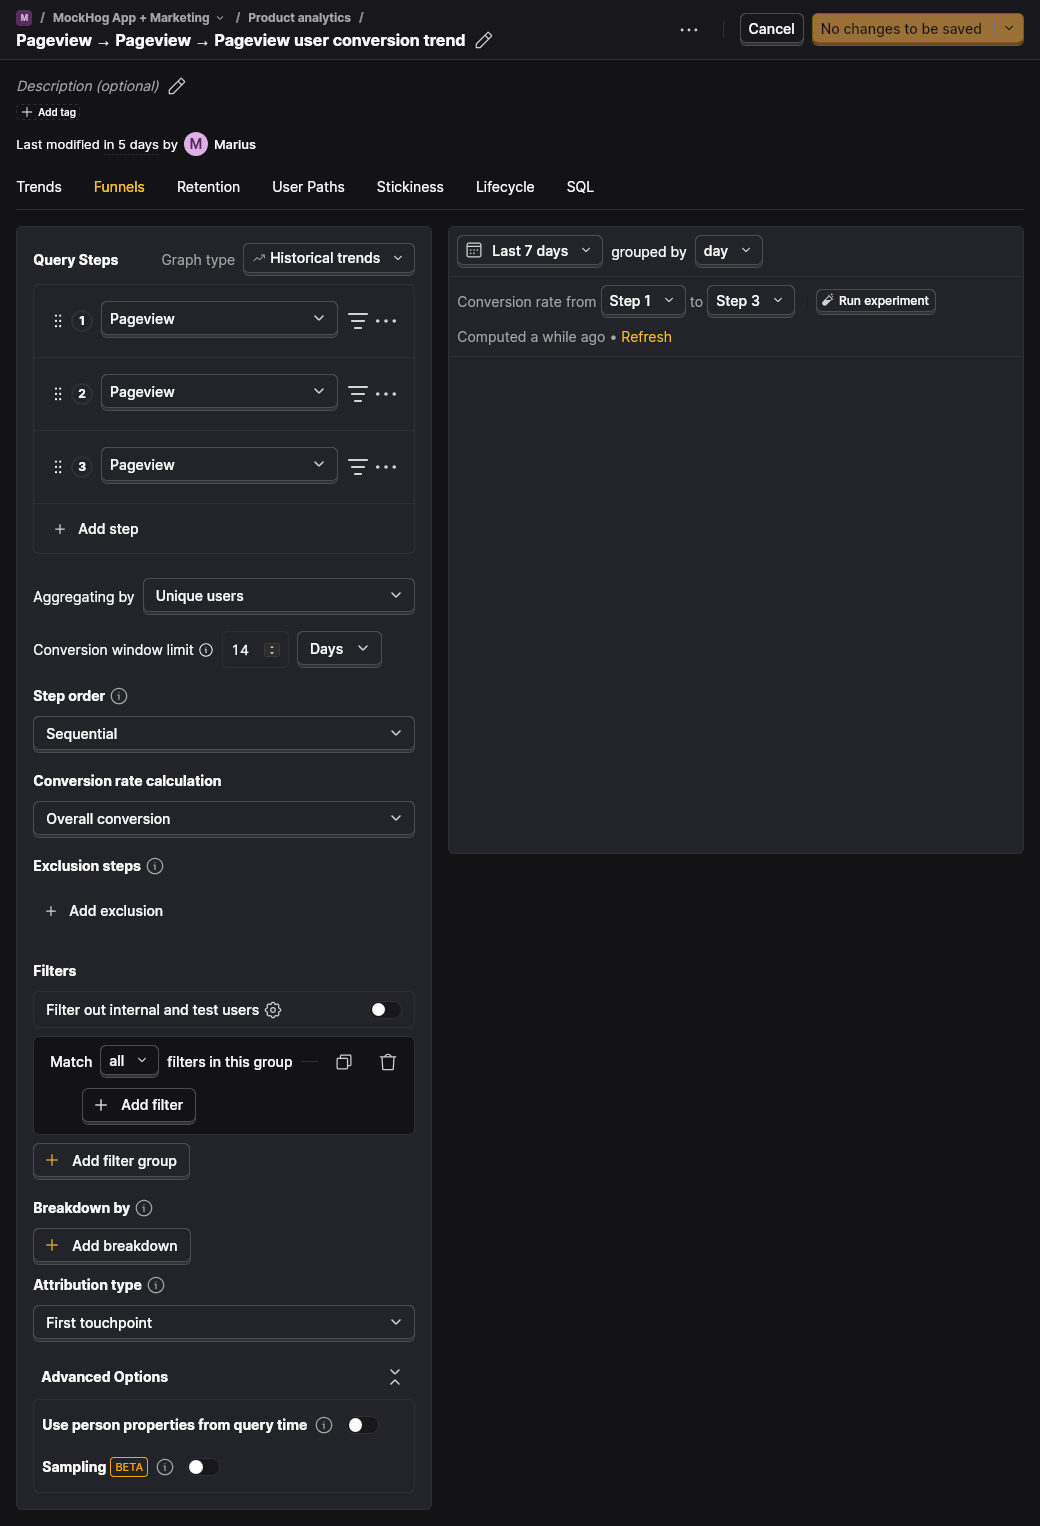 M / MockHog App + Marketing / Product analytics /
Pageview → Pageview → Pageview user conversion trend
Cancel
No changes to be saved
Description (optional)
Add tag
Last modified in 5 days by M Marius
Trends Funnels Retention User Paths Stickiness Lifecycle SQL
Query Steps Graph type Historical trends
1 Pageview
2 Pageview
3 Pageview
+ Add step
Aggregating by Unique users
Conversion window limit 14 Days
Step order
Sequential
Conversion rate calculation
Overall conversion
Exclusion steps
+ Add exclusion
Filters
Filter out internal and test users
Match all filters in this group
+ Add filter
+ Add filter group
Breakdown by
+ Add breakdown
Attribution type
First touchpoint
Advanced Options
Use person properties from query time
Sampling BETA
Last 7 days grouped by day
Conversion rate from Step 1 to Step 3 Run experiment
Computed a while ago • Refresh